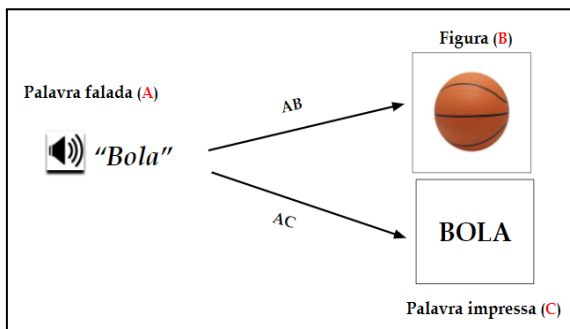 Figura (B)
Palavra falada (A)
AB
“Bola”
AC
BOLA
Palavra impressa (C)